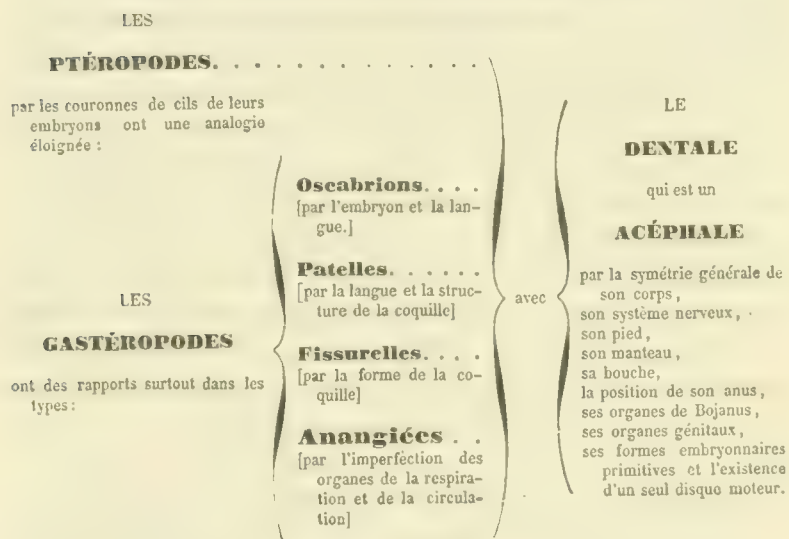 LES
PTÉROPODES. . . . . . . . . . . . .
par les couronnes de cils de leurs
embryons ont une analogie
éloignée :
LES
GASTÉROPODES
ont des rapports surtout dans les
types :
Oscabrions. . . .
[par l'embryon et la lan-
gue.]
Patelles. . . . . .
[par la langue et la struc-
ture de la coquille]
Fissurelles. . . .
[par la forme de la co-
quille]
Anangiées . .
[par l'imperfection des
organes de la respira-
tion et de la circula-
tion]
avec
LE
DENTALE
qui est un
ACÉPHALE
par la symétrie générale de
son corps,
son système nerveux,
son pied,
son manteau,
sa bouche,
la position de son anus,
ses organes de Bojanus,
ses organes génitaux,
ses formes embryonnaires
primitives et l'existence
d'un seul disque moteur.